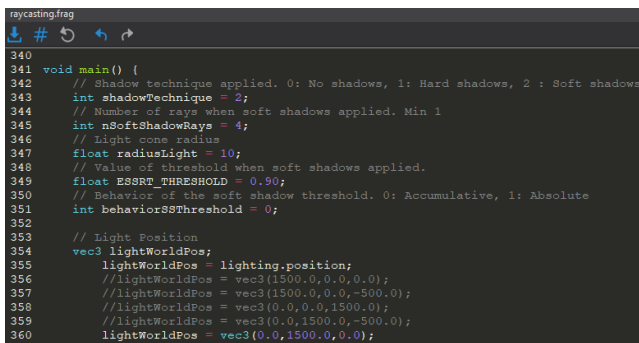 raycasting.frag
340
341 void main() {
342 // Shadow technique applied. 0: No shadows, 1: Hard shadows, 2 : Soft shadows
343 int shadowTechnique = 2;
344 // Number of rays when soft shadows applied. Min 1
345 int nSoftShadowRays = 4;
346 // Light cone radius
347 float radiusLight = 10;
348 // Value of threshold when soft shadows applied.
349 float ESSRT_THRESHOLD = 0.90;
350 // Behavior of the soft shadow threshold. 0: Accumulative, 1: Absolute
351 int behaviorSSThreshold = 0;
352
353 // Light Position
354 vec3 lightWorldPos;
355 lightWorldPos = lighting.position;
356 //lightWorldPos = vec3(1500.0,0.0,0.0);
357 //lightWorldPos = vec3(1500.0,0.0,-500.0);
358 //lightWorldPos = vec3(0.0,0.0,1500.0);
359 //lightWorldPos = vec3(0.0,1500.0,-500.0);
360 lightWorldPos = vec3(0.0,1500.0,0.0);